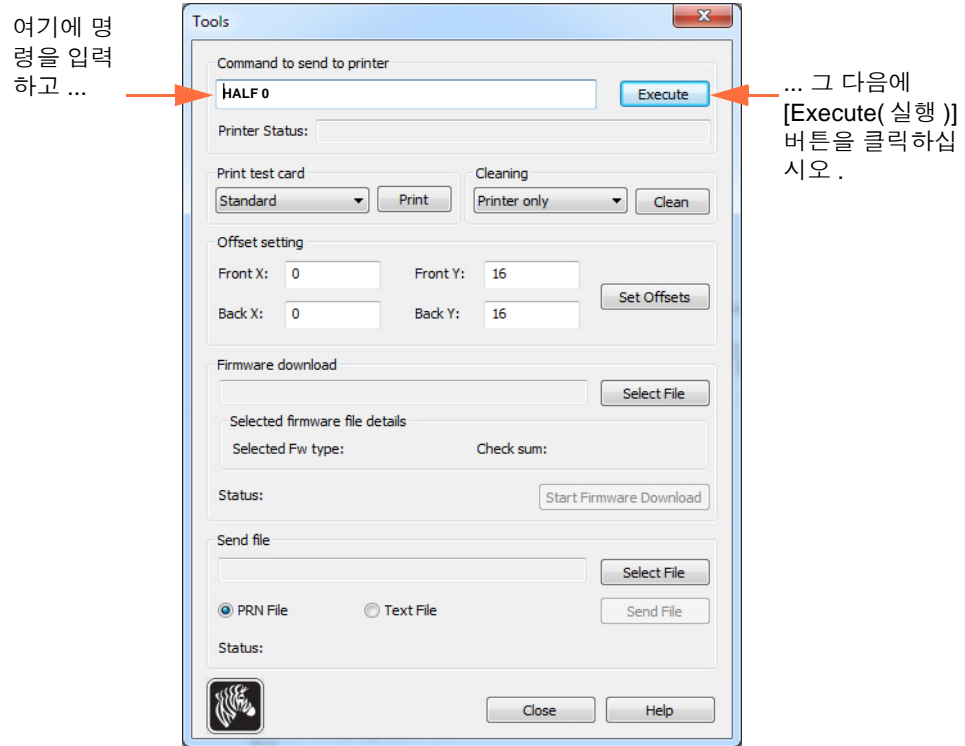 여기에 명
령을 입력
하고 ...
Tools
Command to send to printer
HALF 0
Execute
... 그 다음에
[Execute( 실행 )]
버튼을 클릭하십
시오 .
Printer Status:
Print test card
Cleaning
Standard
Print
Printer only
Clean
Offset setting
Front X: 0 Front Y: 16
Set Offsets
Back X: 0 Back Y: 16
Firmware download
Select File
Selected firmware file details
Selected Fw type: Check sum:
Status:
Start Firmware Download
Send file
Select File
PRN File Text File
Send File
Status:
Close Help